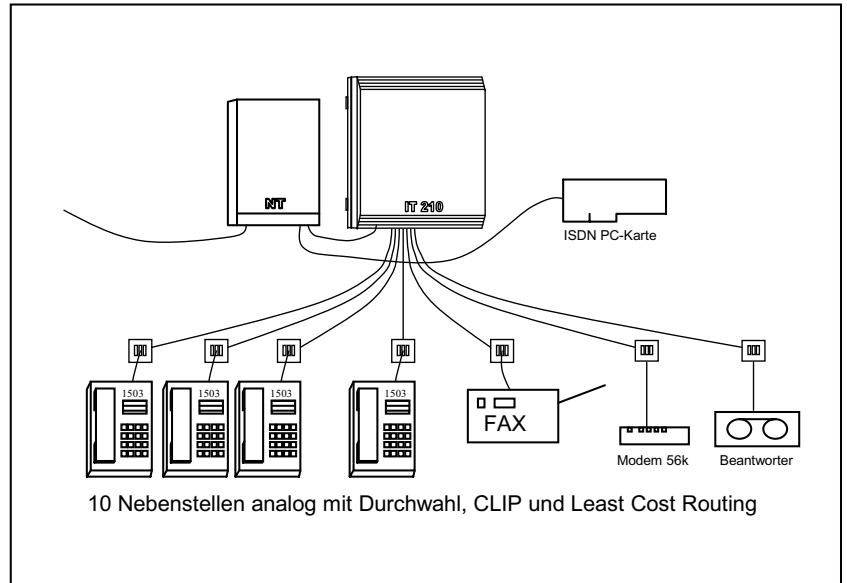 NT
IT 210
ISDN PC-Karte
1503
1503
1503
1503
FAX
Modem 56k
Beantworter
10 Nebenstellen analog mit Durchwahl, CLIP und Least Cost Routing